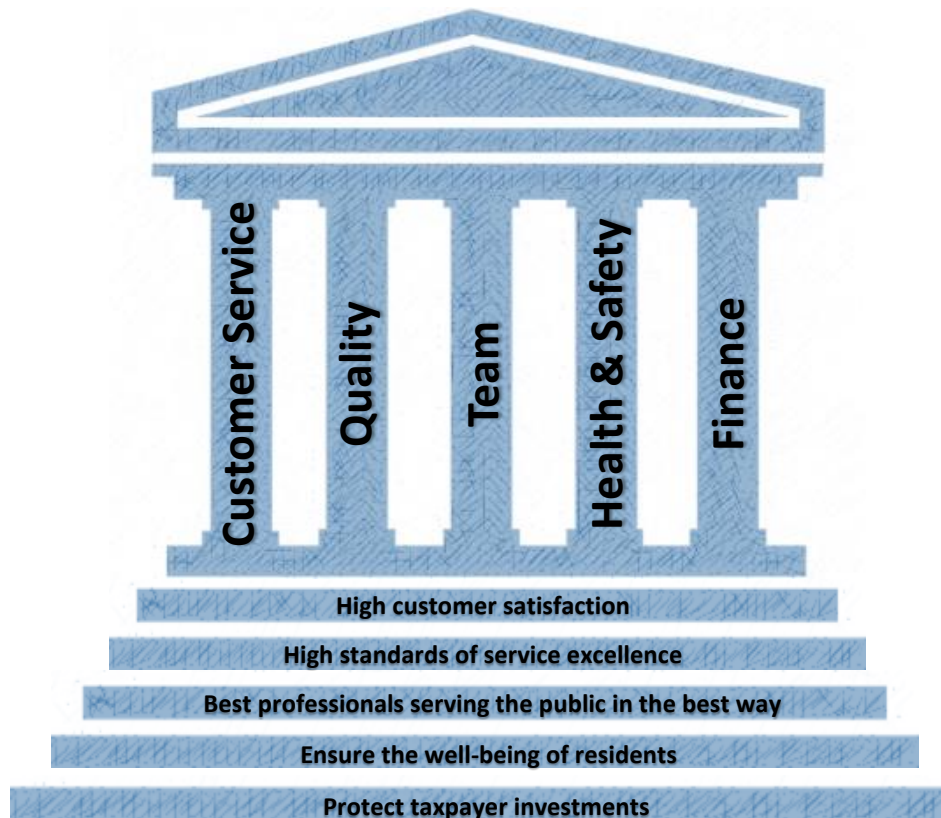 Customer Service
Quality
Team
Health & Safety
Finance
High customer satisfaction
High standards of service excellence
Best professionals serving the public in the best way
Ensure the well-being of residents
Protect taxpayer investments